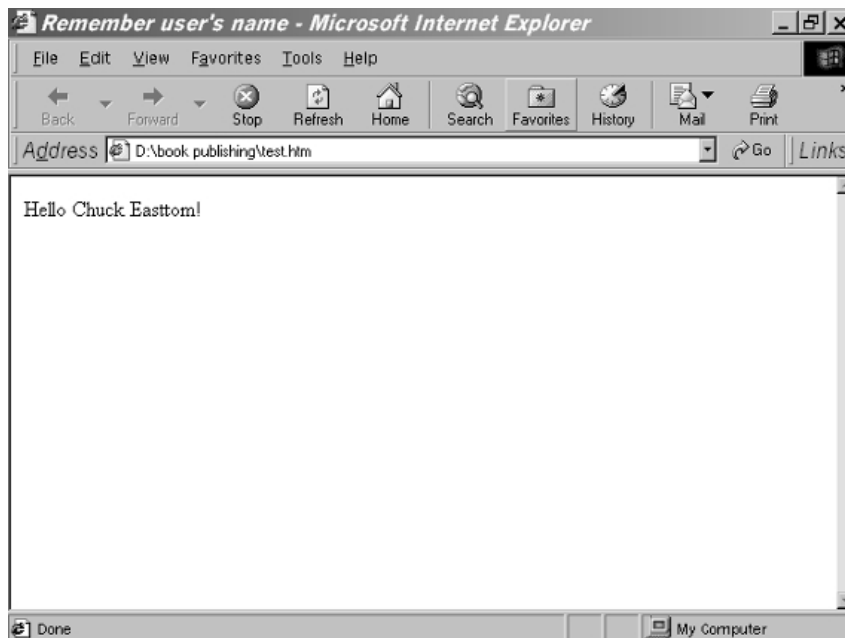 Remember user's name - Microsoft Internet Explorer
File Edit View Favorites Tools Help
Back Forward Stop Refresh Home Search Favorites History Mail Print
Address D:\book publishing\test.htm Go Links
Hello Chuck Easttom!
Done My Computer